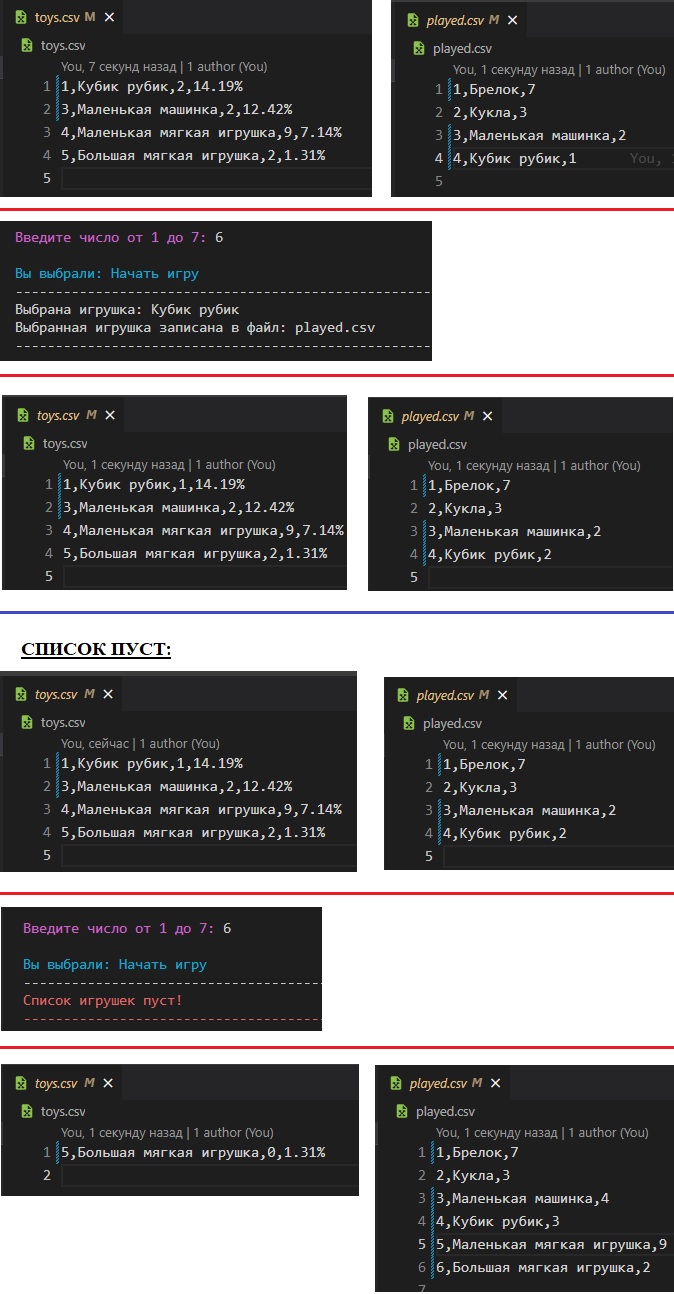 toys.csv M ×
toys.csv
You, 7 секунд назад | 1 author (You)
1 1,Кубик рубик,2,14.19%
2 3,Маленькая машинка,2,12.42%
3 4,Маленькая мягкая игрушка,9,7.14%
4 5,Большая мягкая игрушка,2,1.31%
5
played.csv M ×
played.csv
You, 1 секунду назад | 1 author (You)
1 1,Брелок,7
2 2,Кукла,3
3 3,Маленькая машинка,2
4 4,Кубик рубик,1 You,
5
Введите число от 1 до 7: 6
Вы выбрали: Начать игру
----------------------------------------------------
Выбрана игрушка: Кубик рубик
Выбранная игрушка записана в файл: played.csv
----------------------------------------------------
toys.csv M ×
toys.csv
You, 1 секунду назад | 1 author (You)
1 1,Кубик рубик,1,14.19%
2 3,Маленькая машинка,2,12.42%
3 4,Маленькая мягкая игрушка,9,7.14%
4 5,Большая мягкая игрушка,2,1.31%
5
played.csv M ×
played.csv
You, 1 секунду назад | 1 author (You)
1 1,Брелок,7
2 2,Кукла,3
3 3,Маленькая машинка,2
4 4,Кубик рубик,2
5
СПИСОК ПУСТ:
toys.csv M ×
toys.csv
You, сейчас | 1 author (You)
1 1,Кубик рубик,1,14.19%
2 3,Маленькая машинка,2,12.42%
3 4,Маленькая мягкая игрушка,9,7.14%
4 5,Большая мягкая игрушка,2,1.31%
5
played.csv M ×
played.csv
You, 1 секунду назад | 1 author (You)
1 1,Брелок,7
2 2,Кукла,3
3 3,Маленькая машинка,2
4 4,Кубик рубик,2
5
Введите число от 1 до 7: 6
Вы выбрали: Начать игру
--------------------------------------
Список игрушек пуст!
--------------------------------------
toys.csv M ×
toys.csv
You, 1 секунду назад | 1 author (You)
1 5,Большая мягкая игрушка,0,1.31%
2
played.csv M ×
played.csv
You, 1 секунду назад | 1 author (You)
1 1,Брелок,7
2 2,Кукла,3
3 3,Маленькая машинка,4
4 4,Кубик рубик,3
5 5,Маленькая мягкая игрушка,9
6 6,Большая мягкая игрушка,2
7